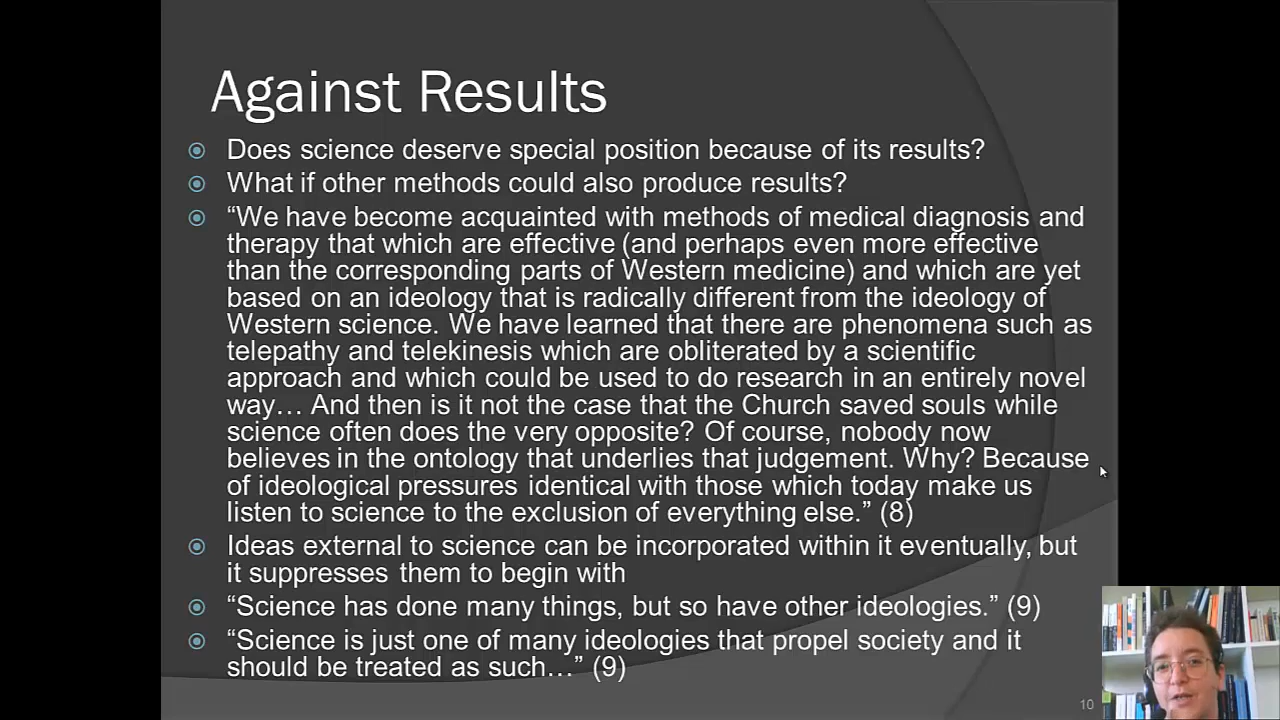 Against Results
Does science deserve special position because of its results?
What if other methods could also produce results?
“We have become acquainted with methods of medical diagnosis and
therapy that which are effective (and perhaps even more effective
than the corresponding parts of Western medicine) and which are yet
based on an ideology that is radically different from the ideology of
Western science. We have learned that there are phenomena such as
telepathy and telekinesis which are obliterated by a scientific
approach and which could be used to do research in an entirely novel
way… And then is it not the case that the Church saved souls while
science often does the very opposite? Of course, nobody now
believes in the ontology that underlies that judgement. Why? Because
of ideological pressures identical with those which today make us
listen to science to the exclusion of everything else.” (8)
Ideas external to science can be incorporated within it eventually, but
it suppresses them to begin with
“Science has done many things, but so have other ideologies.” (9)
“Science is just one of many ideologies that propel society and it
should be treated as such…” (9)
10